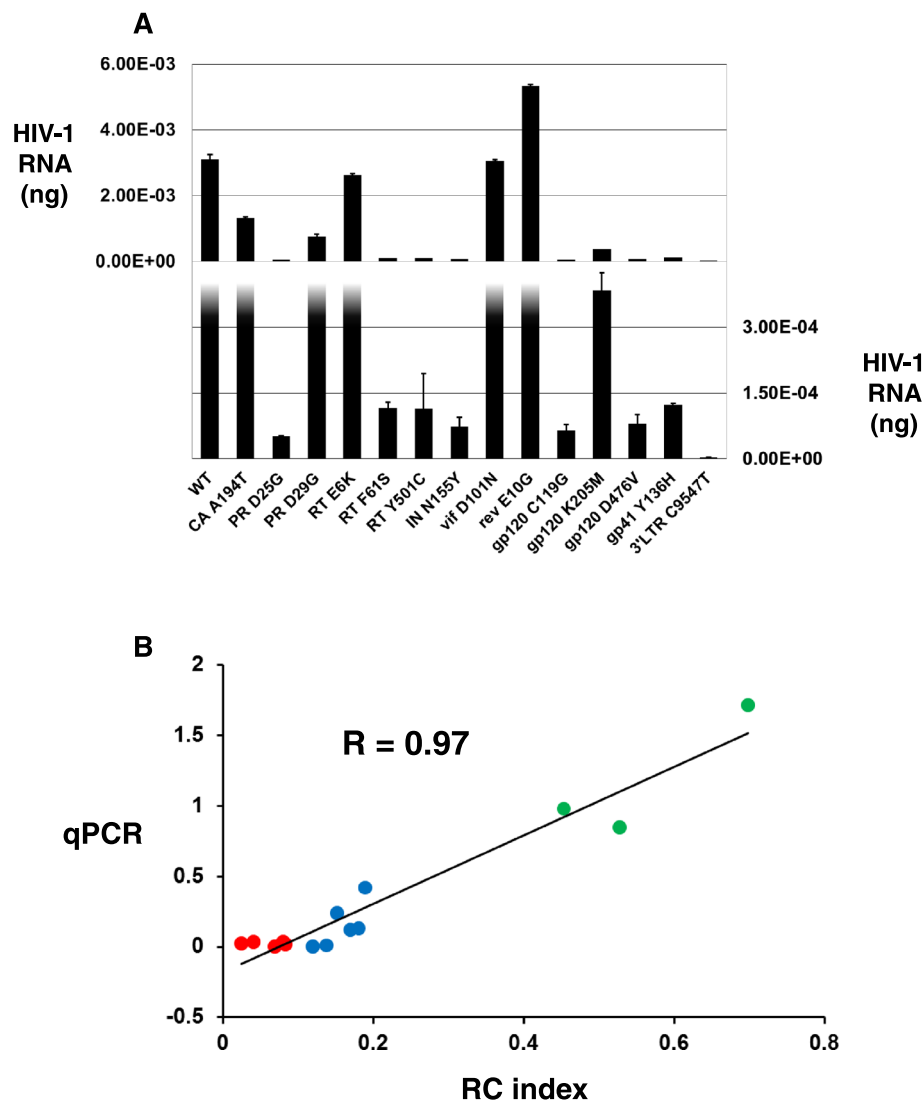 A
6.00E-03
4.00E-03
2.00E-03
0.00E+00
HIV-1
RNA
(ng)
3.00E-04
1.50E-04
0.00E+00
HIV-1
RNA
(ng)
WT
CA A194T
PR D25G
PR D29G
RT E6K
RT F61S
RT Y501C
IN N155Y
vif D101N
rev E10G
gp120 C119G
gp120 K205M
gp120 D476V
gp41 Y136H
3'LTR C9547T
B
2
1.5
1
0.5
0
-0.5
qPCR
R = 0.97
0
0.2
0.4
0.6
0.8
RC index